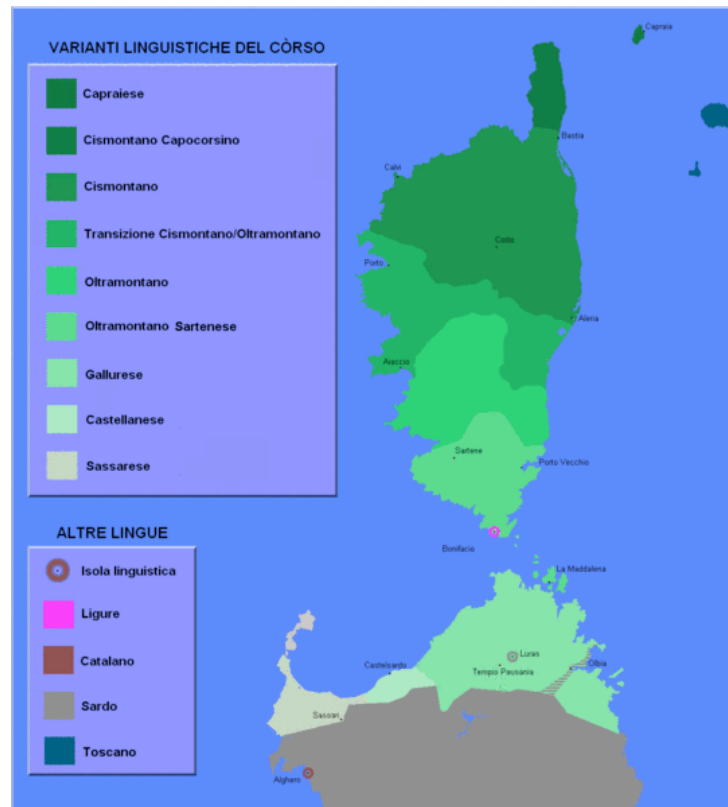 VARIANTI LINGUISTICHE DEL CÒRSO
Capraiese
Cismontano Capocorsino
Cismontano
Transizione Cismontano/Oltramontano
Oltramontano
Oltramontano Sartenese
Gallurese
Castellanese
Sassarese
ALTRE LINGUE
Isola linguistica
Ligure
Catalano
Sardo
Toscano
Capraia
Bastia
Calvi
Porto
Aleria
Aiaccio
Sartene
Porto Vecchio
Bonifacio
La Maddalena
Luras
Castelsardo
Tempio Pausania
Olbia
Sassari
Alghero